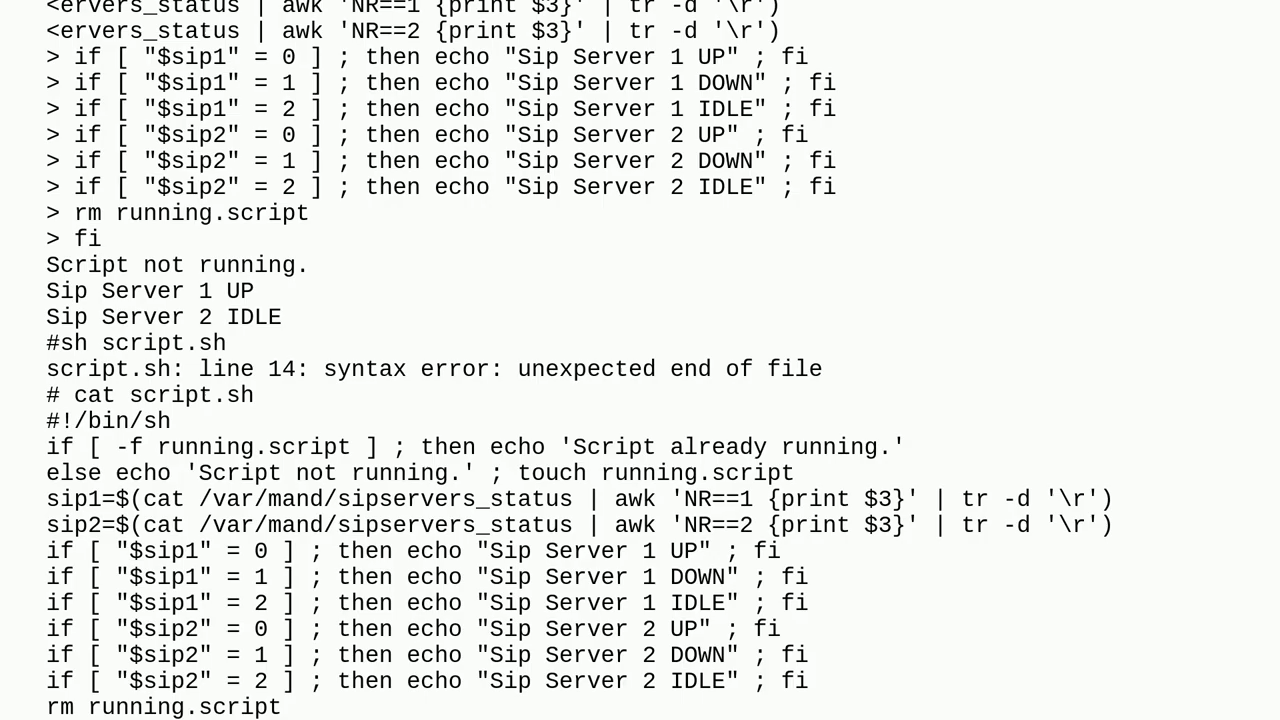 <ervers_status | awk 'NR==1 {print $3}' | tr -d '\r')
<ervers_status | awk 'NR==2 {print $3}' | tr -d '\r')
> if [ "$sip1" = 0 ] ; then echo "Sip Server 1 UP" ; fi
> if [ "$sip1" = 1 ] ; then echo "Sip Server 1 DOWN" ; fi
> if [ "$sip1" = 2 ] ; then echo "Sip Server 1 IDLE" ; fi
> if [ "$sip2" = 0 ] ; then echo "Sip Server 2 UP" ; fi
> if [ "$sip2" = 1 ] ; then echo "Sip Server 2 DOWN" ; fi
> if [ "$sip2" = 2 ] ; then echo "Sip Server 2 IDLE" ; fi
> rm running.script
> fi
Script not running.
Sip Server 1 UP
Sip Server 2 IDLE
#sh script.sh
script.sh: line 14: syntax error: unexpected end of file
# cat script.sh
#!/bin/sh
if [ -f running.script ] ; then echo 'Script already running.'
else echo 'Script not running.' ; touch running.script
sip1=$(cat /var/mand/sipservers_status | awk 'NR==1 {print $3}' | tr -d '\r')
sip2=$(cat /var/mand/sipservers_status | awk 'NR==2 {print $3}' | tr -d '\r')
if [ "$sip1" = 0 ] ; then echo "Sip Server 1 UP" ; fi
if [ "$sip1" = 1 ] ; then echo "Sip Server 1 DOWN" ; fi
if [ "$sip1" = 2 ] ; then echo "Sip Server 1 IDLE" ; fi
if [ "$sip2" = 0 ] ; then echo "Sip Server 2 UP" ; fi
if [ "$sip2" = 1 ] ; then echo "Sip Server 2 DOWN" ; fi
if [ "$sip2" = 2 ] ; then echo "Sip Server 2 IDLE" ; fi
rm running.script